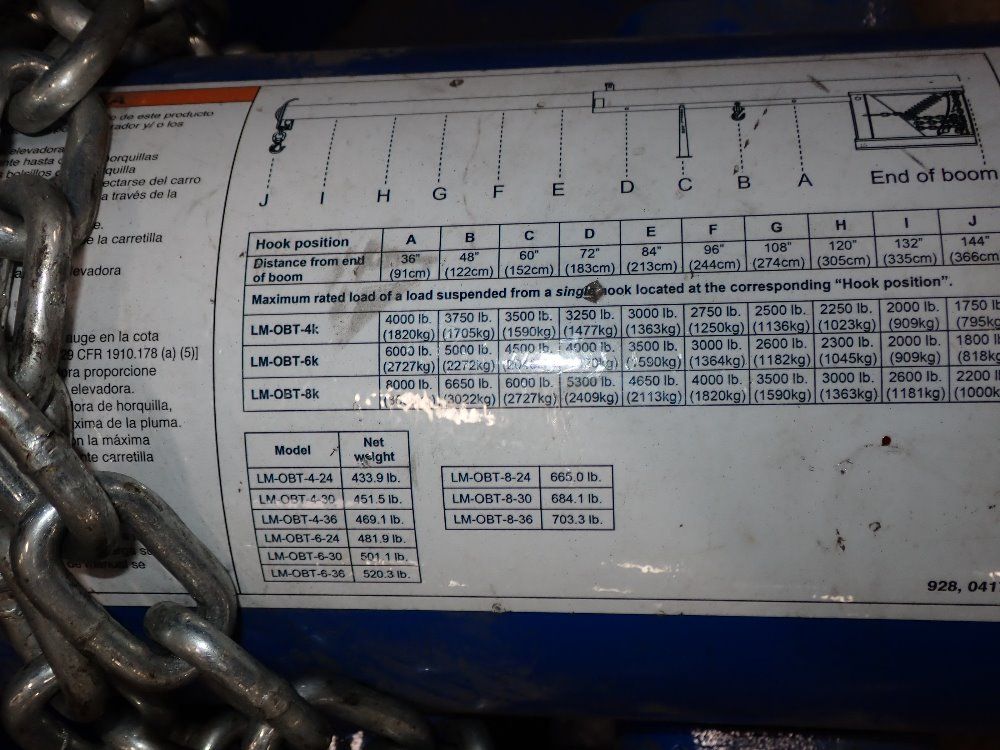 de este producto
rador y/ o los
elevadora
nte hasta horquillas
bolsillos quilla
ectarse del carro
a través de la
e.
e la carretilla
levadora
auge en la cota
29 CFR 1910.178 (a) (5)]
ora proporcione
elevadora.
dora de horquilla,
xima de la pluma.
on la máxima
nte carretilla
J I H G F E D C B A End of boom
Hook position A B C D E F G H I J
Distance from end of boom 36" 48" 60" 72" 84" 96" 108" 120" 132" 144"
(91cm) (122cm) (152cm) (183cm) (213cm) (244cm) (274cm) (305cm) (335cm) (366cm
Maximum rated load of a load suspended from a single hook located at the corresponding “Hook position”.
LM-OBT-4k 4000 lb. 3750 lb. 3500 lb. 3250 lb. 3000 lb. 2750 lb. 2500 lb. 2250 lb. 2000 lb. 1750 lb
(1820kg) (1705kg) (1590kg) (1477kg) (1363kg) (1250kg) (1136kg) (1023kg) (909kg) (795kg
LM-OBT-6k 6000 lb. 5000 lb. 4500 lb. 4000 lb. 3500 lb. 3000 lb. 2600 lb. 2300 lb. 2000 lb. 1800 lb
(2727kg) (2272kg) (1590kg) (1364kg) (1182kg) (1045kg) (909kg) (818kg
LM-OBT-8k 8000 lb. 6650 lb. 6000 lb. 5300 lb. 4650 lb. 4000 lb. 3500 lb. 3000 lb. 2600 lb. 2200 l
(3022kg) (2727kg) (2409kg) (2113kg) (1820kg) (1590kg) (1363kg) (1181kg) (1000k
Model Net weight
LM-OBT-4-24 433.9 lb.
LM-OBT-4-30 451.5 lb.
LM-OBT-4-36 469.1 lb.
LM-OBT-6-24 481.9 lb.
LM-OBT-6-30 501.1 lb.
LM-OBT-6-36 520.3 lb.
LM-OBT-8-24 665.0 lb.
LM-OBT-8-30 684.1 lb.
LM-OBT-8-36 703.3 lb.
928, 041